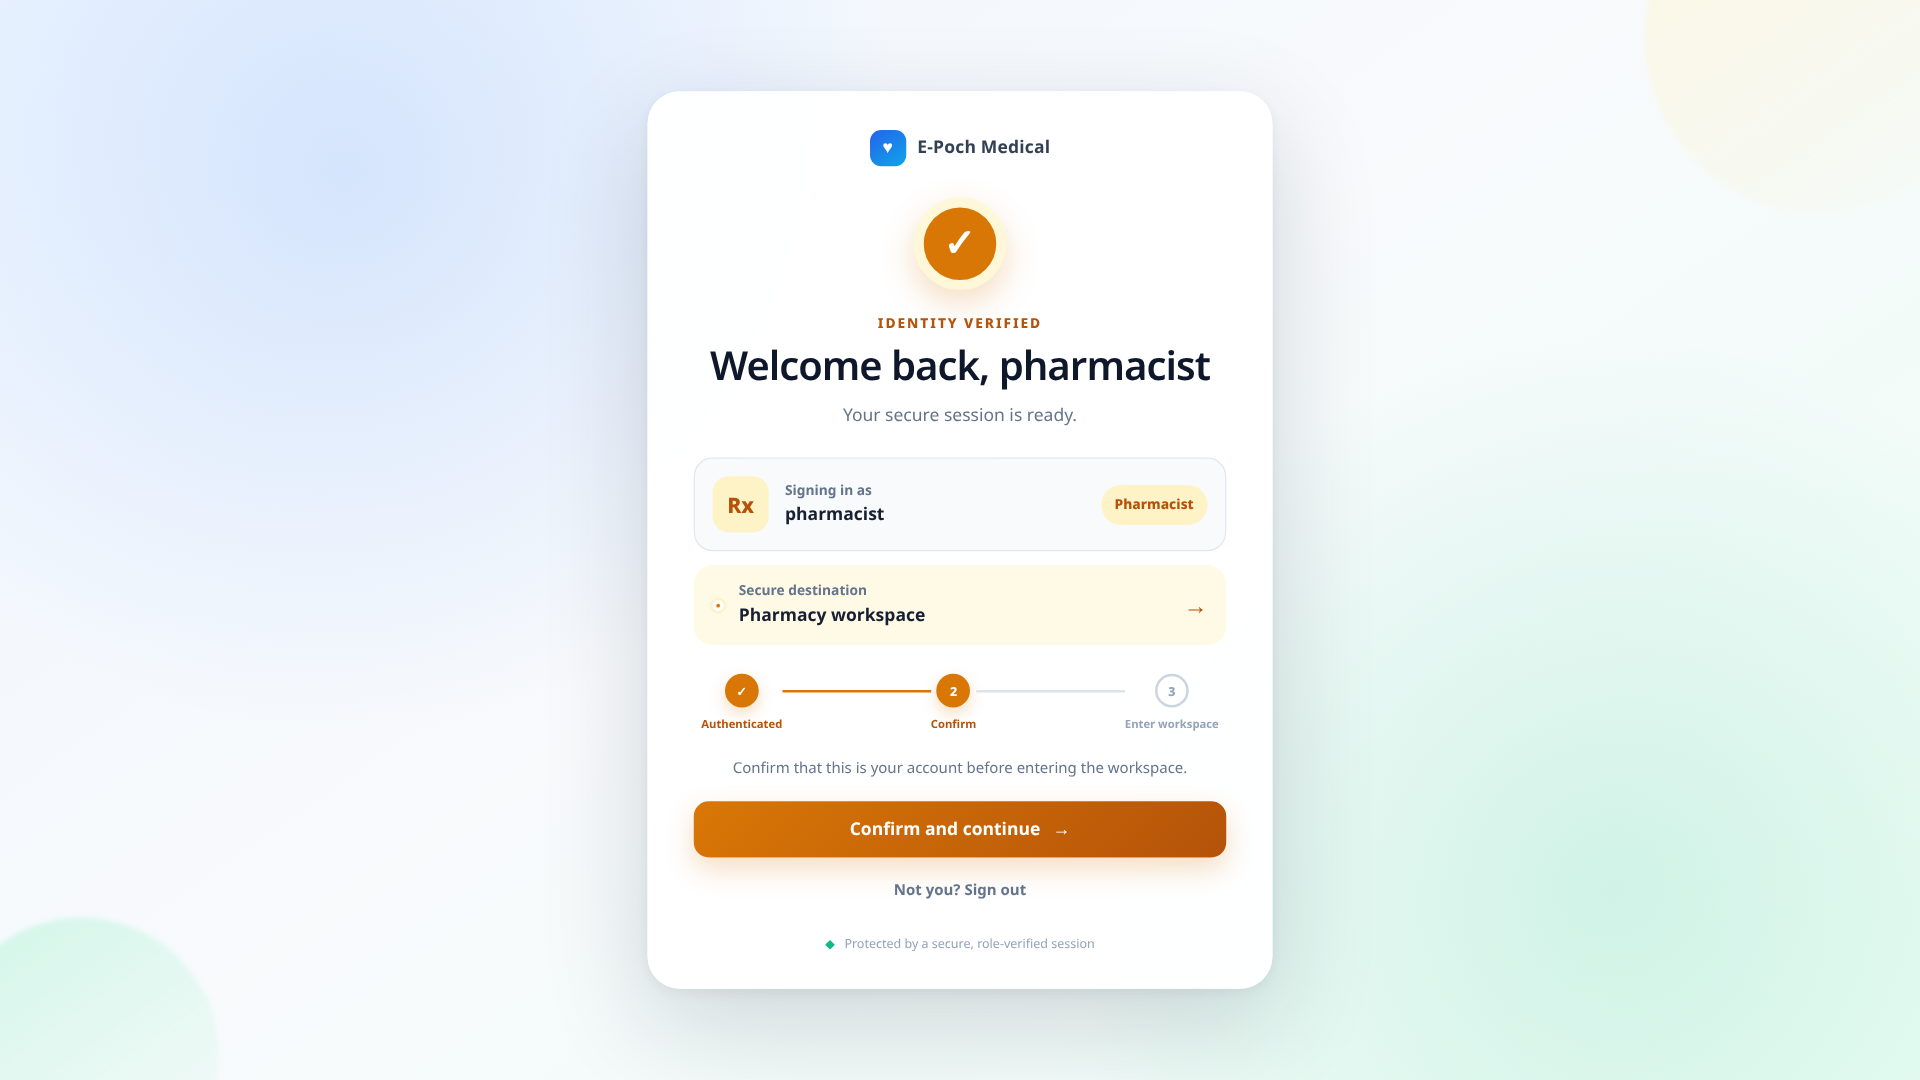 ♥ E-Poch Medical
✓
IDENTITY VERIFIED
Welcome back, pharmacist
Your secure session is ready.
Rx
Signing in as
pharmacist
Pharmacist
Secure destination
Pharmacy workspace
→
✓ 2 3
Authenticated Confirm Enter workspace
Confirm that this is your account before entering the workspace.
Confirm and continue →
Not you? Sign out
◆ Protected by a secure, role-verified session